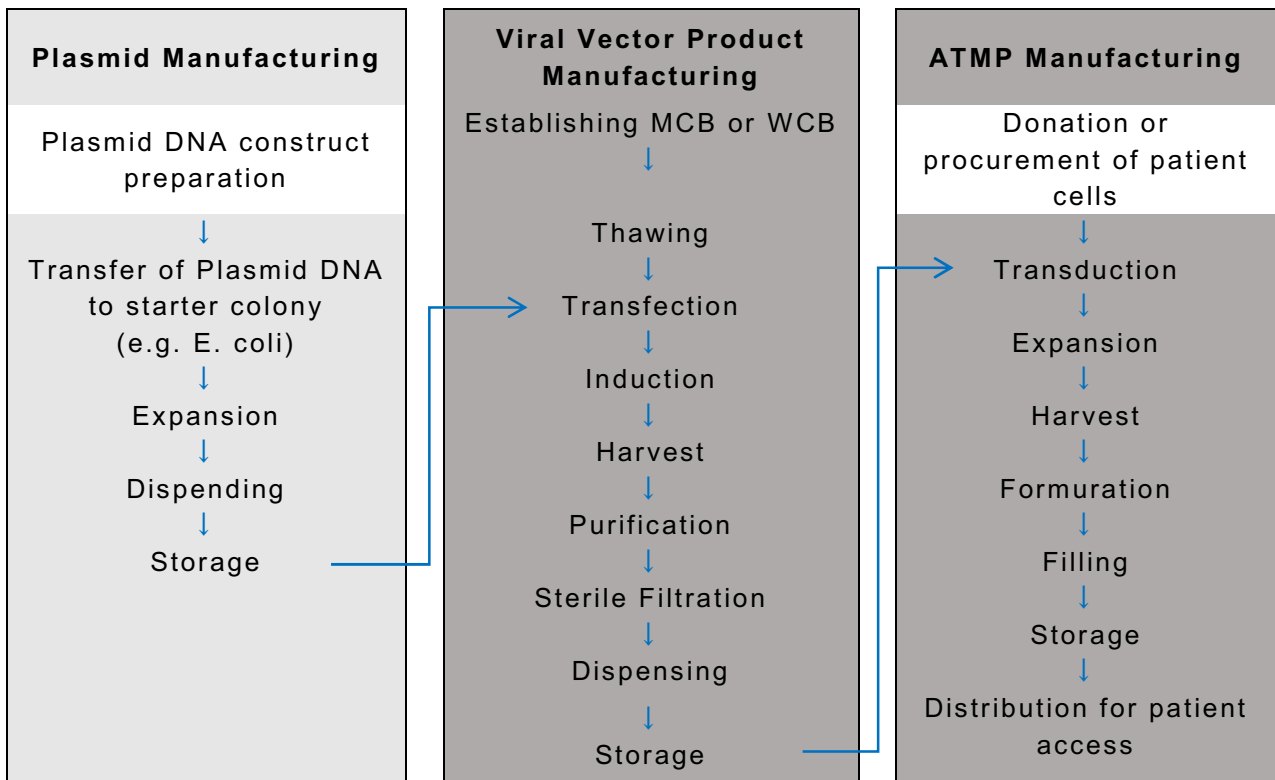 Plasmid Manufacturing
Plasmid DNA construct
preparation
↓
Transfer of Plasmid DNA
to starter colony
(e.g. E. coli)
↓
Expansion
↓
Dispending
↓
Storage
Viral Vector Product
Manufacturing
Establishing MCB or WCB
↓
Thawing
↓
Transfection
↓
Induction
↓
Harvest
↓
Purification
↓
Sterile Filtration
↓
Dispensing
↓
Storage
ATMP Manufacturing
Donation or
procurement of patient
cells
↓
Transduction
↓
Expansion
↓
Harvest
↓
Formuration
↓
Filling
↓
Storage
↓
Distribution for patient
access